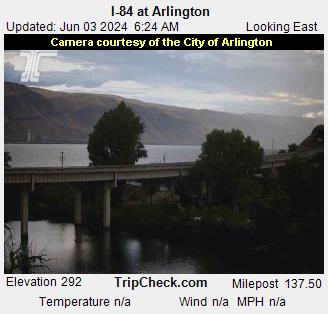 I-84 at Arlington
Updated: Jun 03 2024 6:24 AM Looking East
Camera courtesy of the City of Arlington
Elevation 292 TripCheck.com Milepost 137.50
Temperature n/a Wind n/a MPH n/a